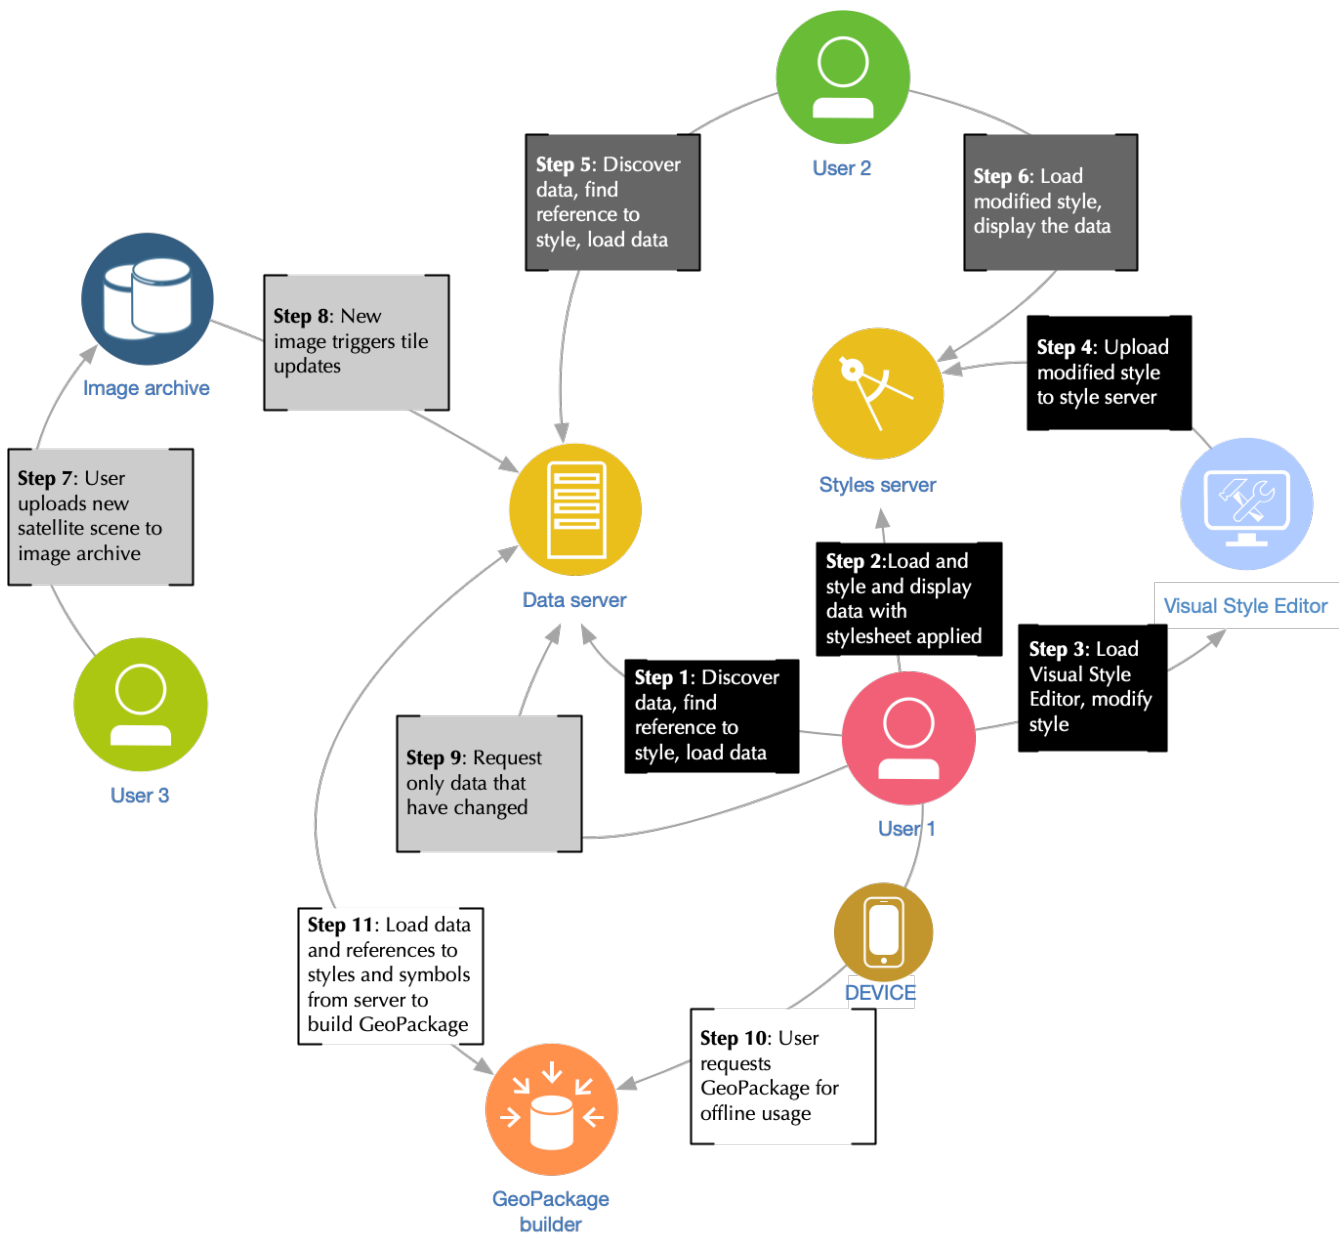 User 2
Step 5: Discover
data, find
reference to
style, load data
Step 6: Load
modified style,
display the data
Image archive
Step 8: New
image triggers tile
updates
Step 4: Upload
modified style
to style server
Styles server
Step 7: User
uploads new
satellite scene to
image archive
Data server
Step 2:Load and
style and display
data with
stylesheet applied
Visual Style Editor
Step 3: Load
Visual Style
Editor, modify
style
Step 1: Discover
data, find
reference to
style, load data
User 3
Step 9: Request
only data that
have changed
User 1
DEVICE
Step 11: Load data
and references to
styles and symbols
from server to
build GeoPackage
Step 10: User
requests
GeoPackage for
offline usage
GeoPackage
builder